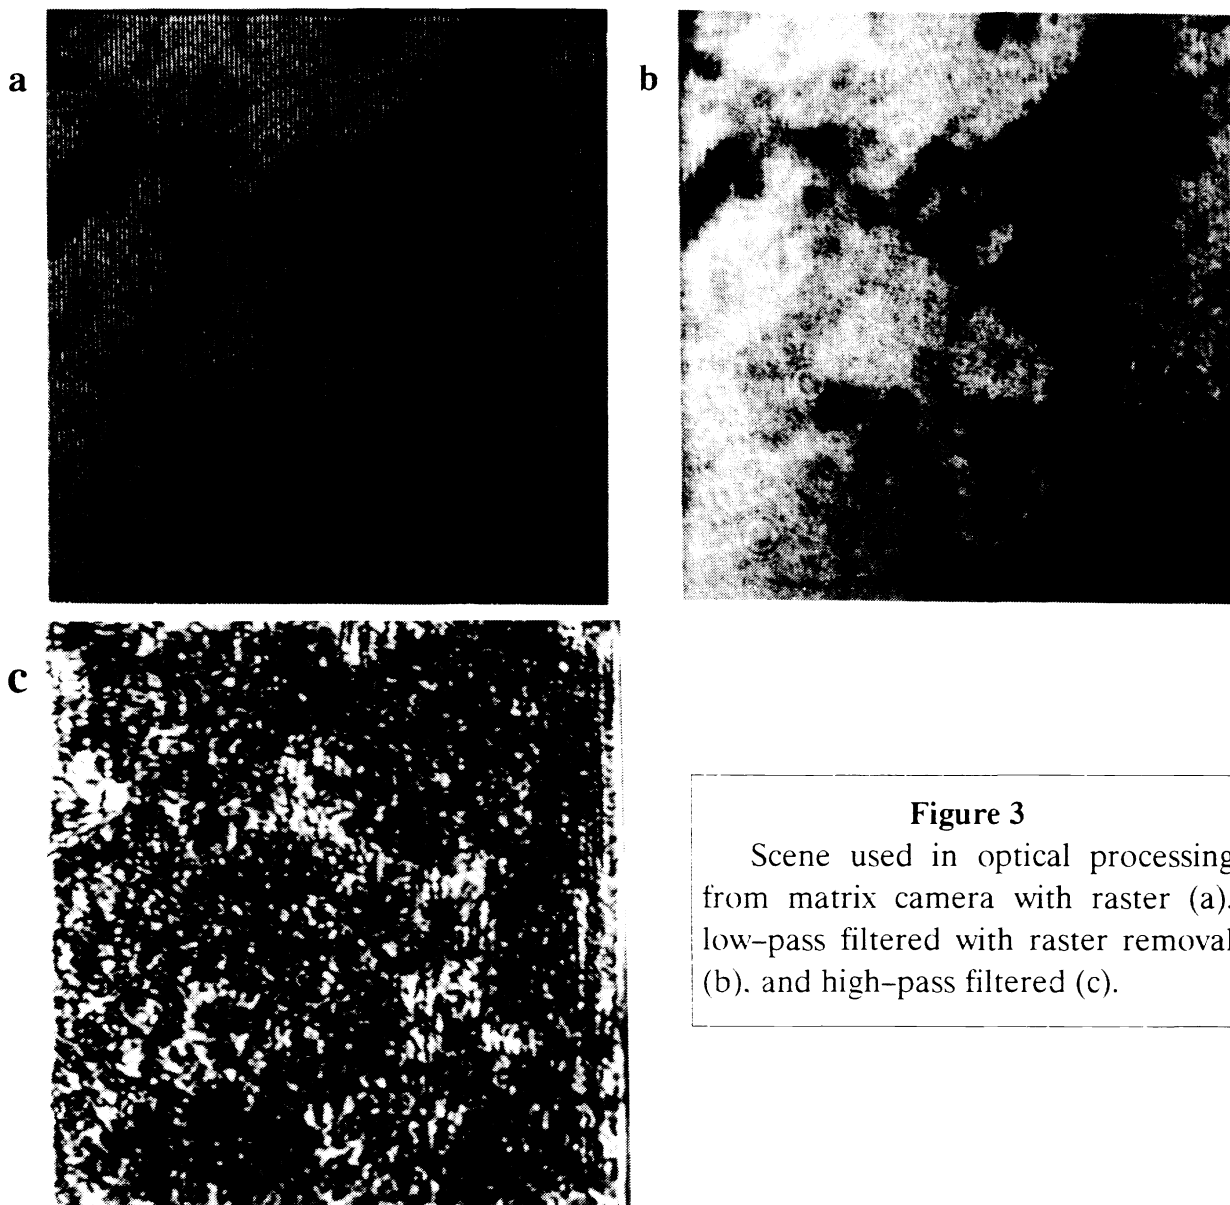 a
b
c
Figure 3
Scene used in optical processing
from matrix camera with raster (a),
low-pass filtered with raster removal
(b). and high-pass filtered (c).